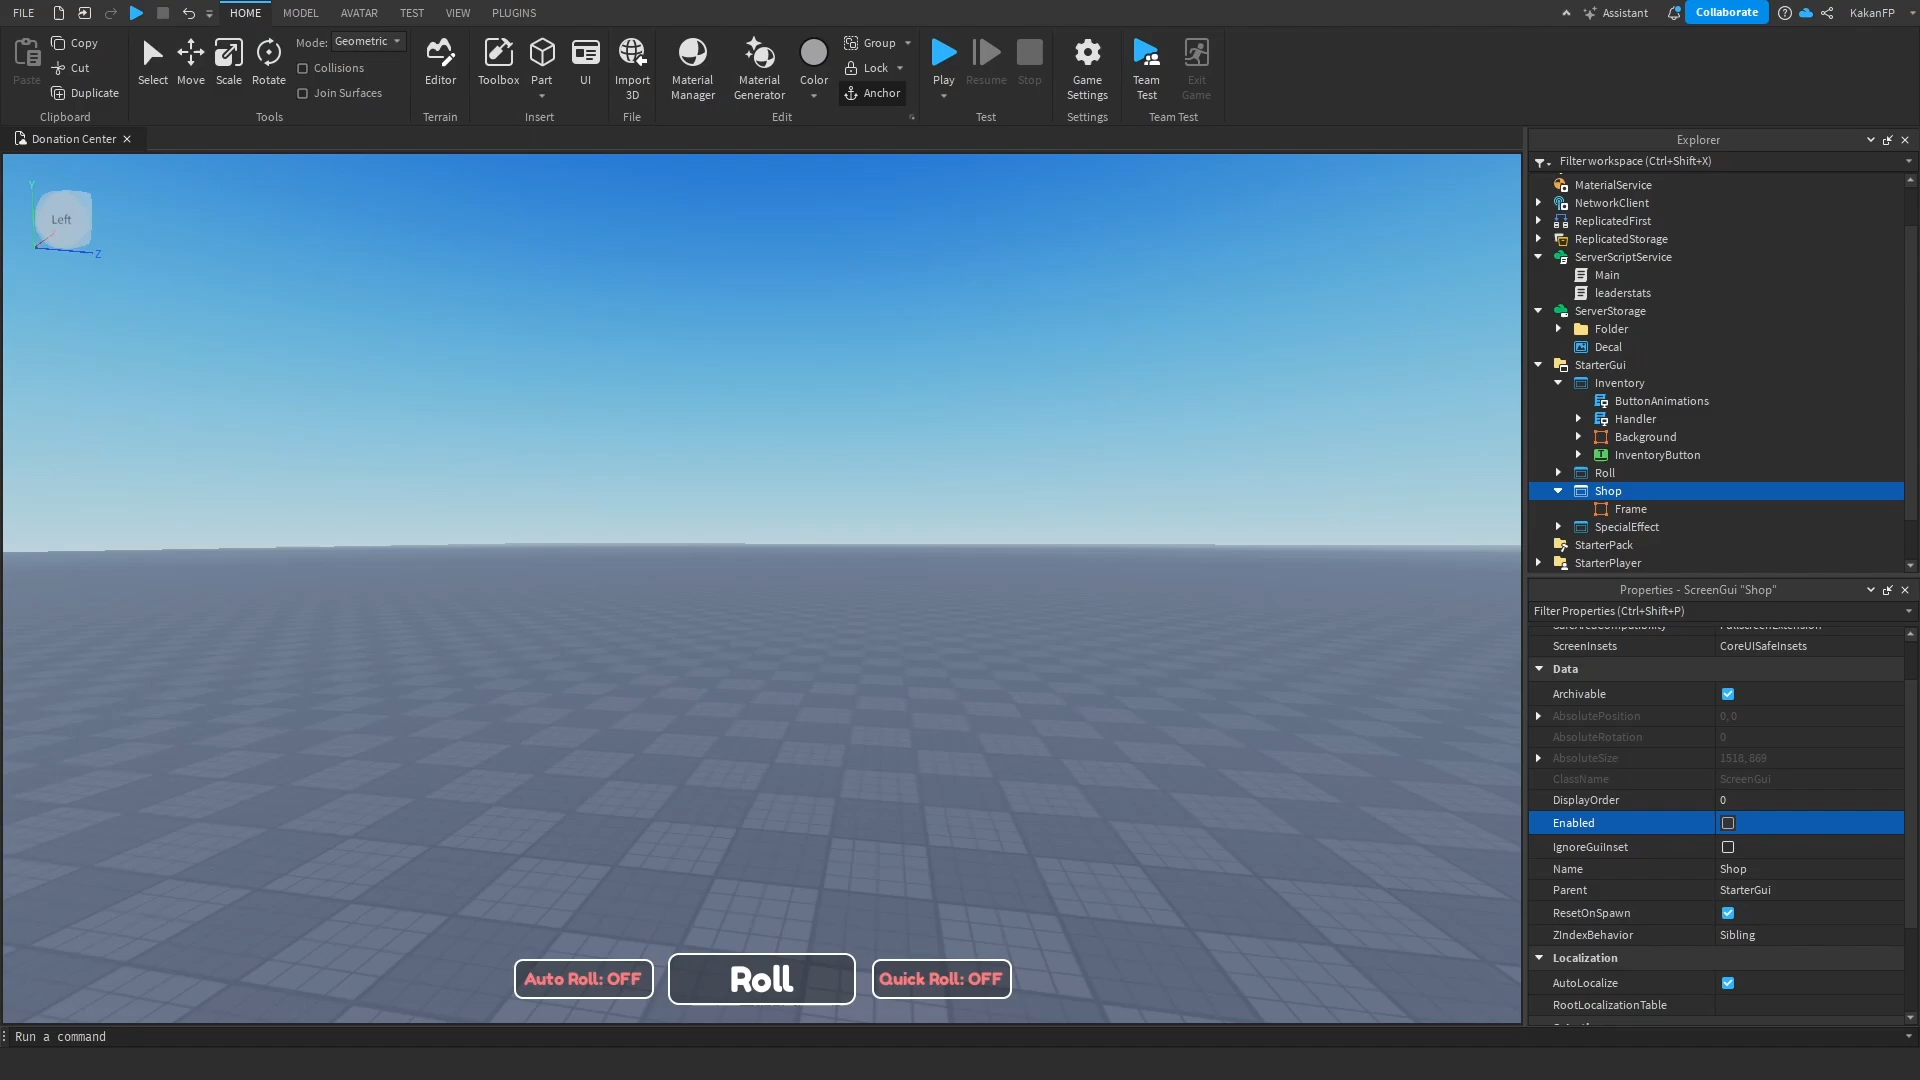 FILE HOME MODEL AVATAR TEST VIEW PLUGINS Assistant Collaborate KakanFP
Paste Copy Cut Duplicate
Clipboard
Select Move Scale Rotate
Mode: Geometric
Collisions
Join Surfaces
Tools
Editor
Terrain
Toolbox Part UI
Insert
Import 3D
File
Material Manager
Material Generator
Color
Group
Lock
Anchor
Edit
Play Resume Stop
Test
Game Settings
Settings
Team Test
Exit Game
Team Test
Donation Center
Y
Left
Z
Auto Roll: OFF
Roll
Quick Roll: OFF
Explorer
Filter workspace (Ctrl+Shift+X)
MaterialService
NetworkClient
ReplicatedFirst
ReplicatedStorage
ServerScriptService
Main
leaderstats
ServerStorage
Folder
Decal
StarterGui
Inventory
ButtonAnimations
Handler
Background
InventoryButton
Roll
Shop
Frame
SpecialEffect
StarterPack
StarterPlayer
Properties - ScreenGui "Shop"
Filter Properties (Ctrl+Shift+P)
ScreenInsets CoreUISafeInsets
Data
Archivable
AbsolutePosition 0, 0
AbsoluteRotation 0
AbsoluteSize 1518, 869
ClassName ScreenGui
DisplayOrder 0
Enabled
IgnoreGuiInset
Name Shop
Parent StarterGui
ResetOnSpawn
ZIndexBehavior Sibling
Localization
AutoLocalize
RootLocalizationTable
Run a command